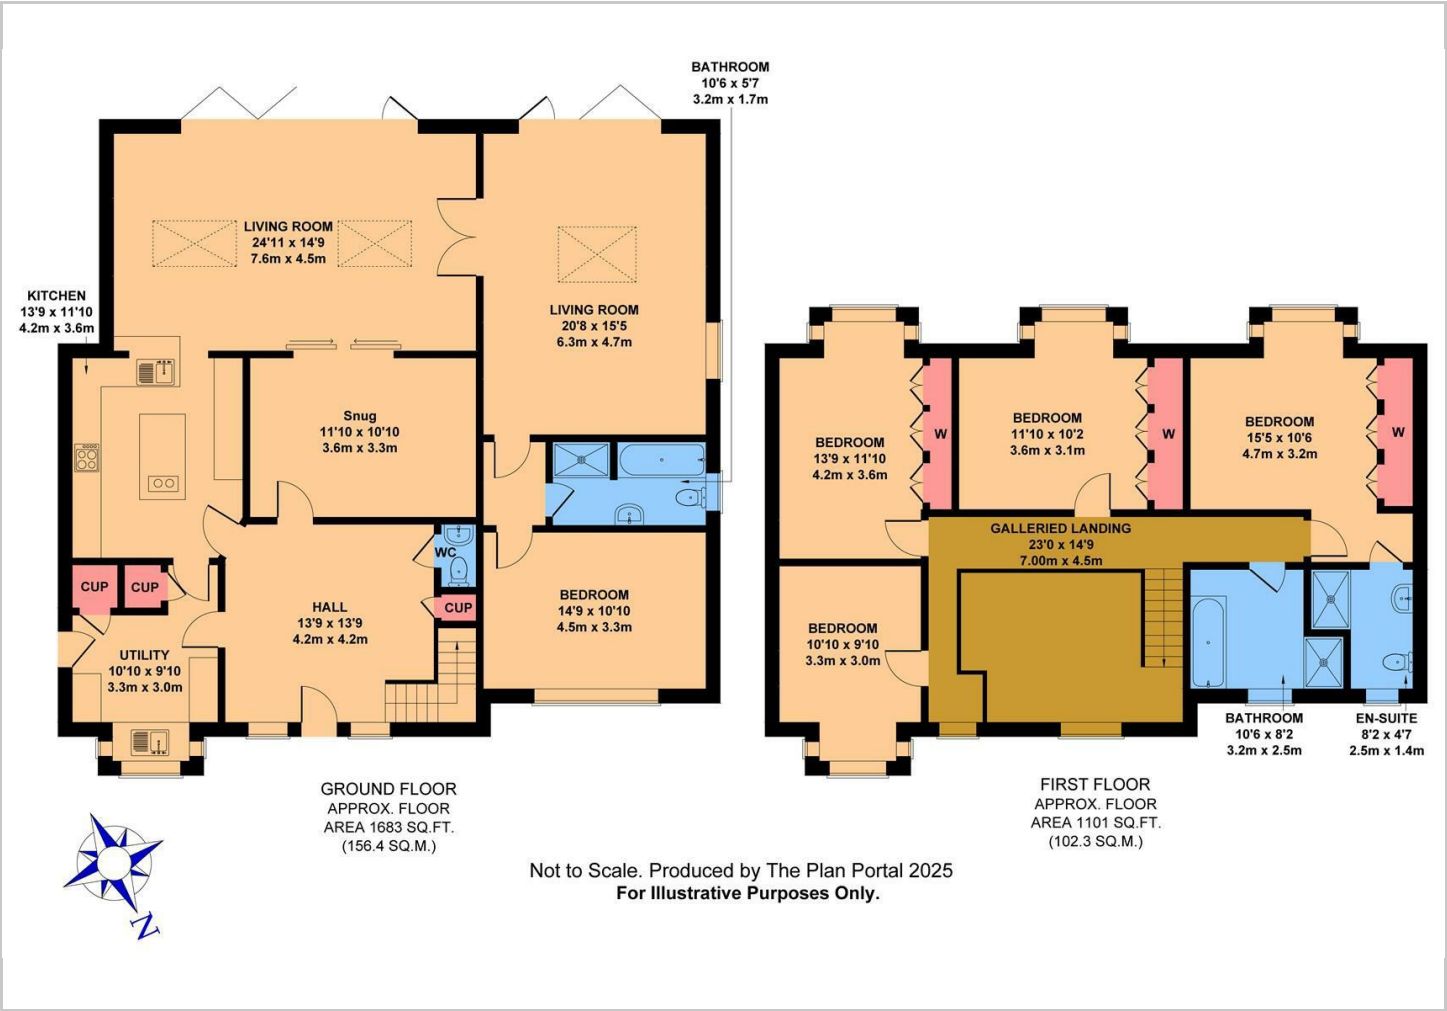 BATHROOM
10'6 x 5'7
3.2m x 1.7m
LIVING ROOM
24'11 x 14'9
7.6m x 4.5m
KITCHEN
13'9 x 11'10
4.2m x 3.6m
LIVING ROOM
20'8 x 15'5
6.3m x 4.7m
Snug
11'10 x 10'10
3.6m x 3.3m
WC
CUP
CUP
CUP
HALL
13'9 x 13'9
4.2m x 4.2m
BEDROOM
14'9 x 10'10
4.5m x 3.3m
UTILITY
10'10 x 9'10
3.3m x 3.0m
GROUND FLOOR
APPROX. FLOOR
AREA 1683 SQ.FT.
(156.4 SQ.M.)
BEDROOM
13'9 x 11'10
4.2m x 3.6m
W
BEDROOM
11'10 x 10'2
3.6m x 3.1m
W
BEDROOM
15'5 x 10'6
4.7m x 3.2m
W
GALLERIED LANDING
23'0 x 14'9
7.00m x 4.5m
BEDROOM
10'10 x 9'10
3.3m x 3.0m
BATHROOM
10'6 x 8'2
3.2m x 2.5m
EN-SUITE
8'2 x 4'7
2.5m x 1.4m
FIRST FLOOR
APPROX. FLOOR
AREA 1101 SQ.FT.
(102.3 SQ.M.)
Not to Scale. Produced by The Plan Portal 2025
For Illustrative Purposes Only.
N